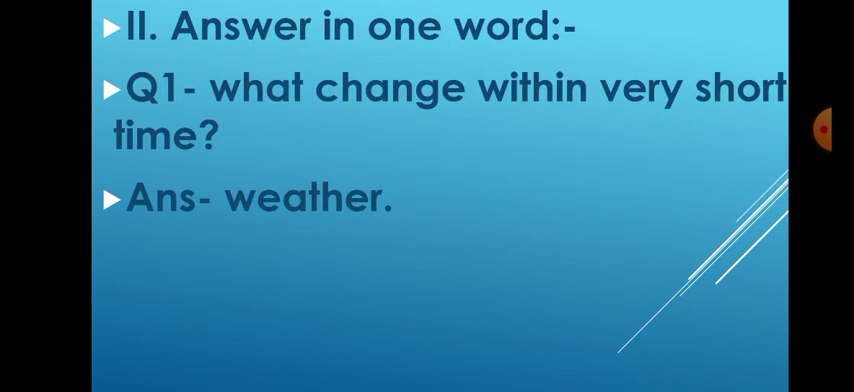 II. Answer in one word:-
Q1- what change within very short
time?
Ans- weather.